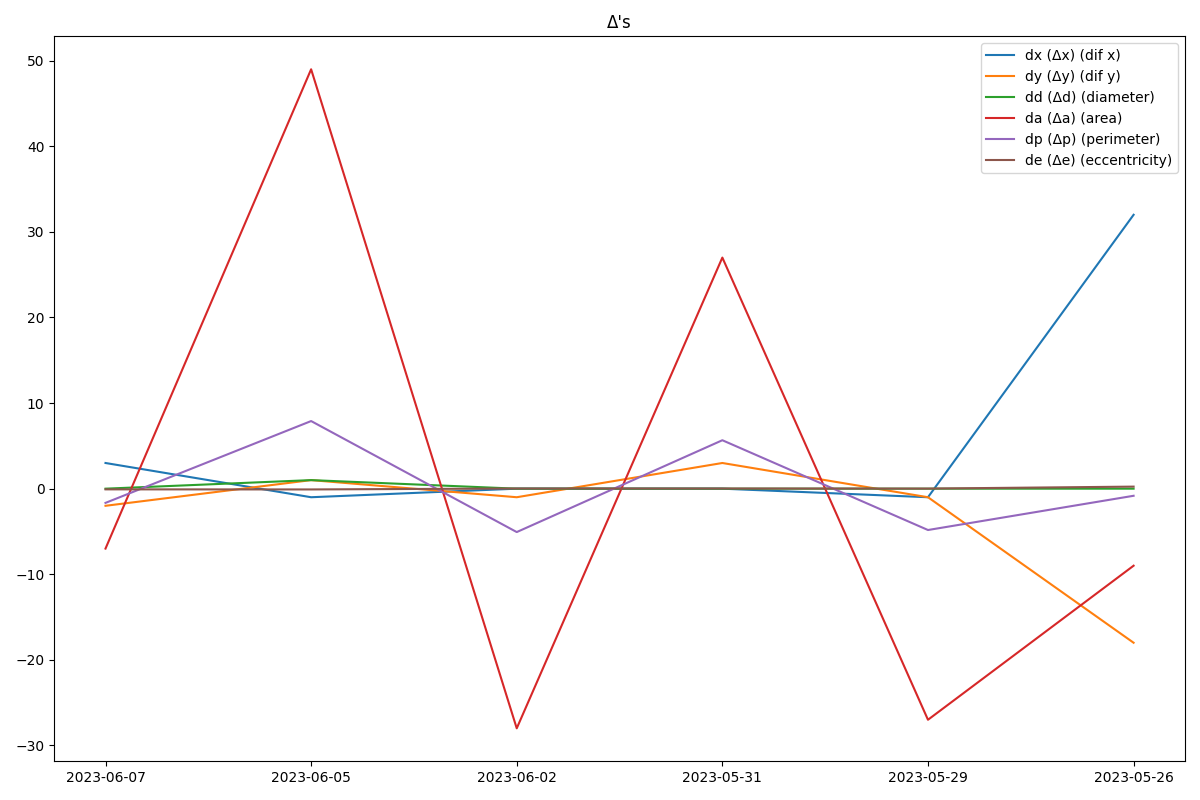 Δ's
dx (Δx) (dif x)
dy (Δy) (dif y)
dd (Δd) (diameter)
da (Δa) (area)
dp (Δp) (perimeter)
de (Δe) (eccentricity)
50
40
30
20
10
0
−10
−20
−30
2023-06-07 2023-06-05 2023-06-02 2023-05-31 2023-05-29 2023-05-26